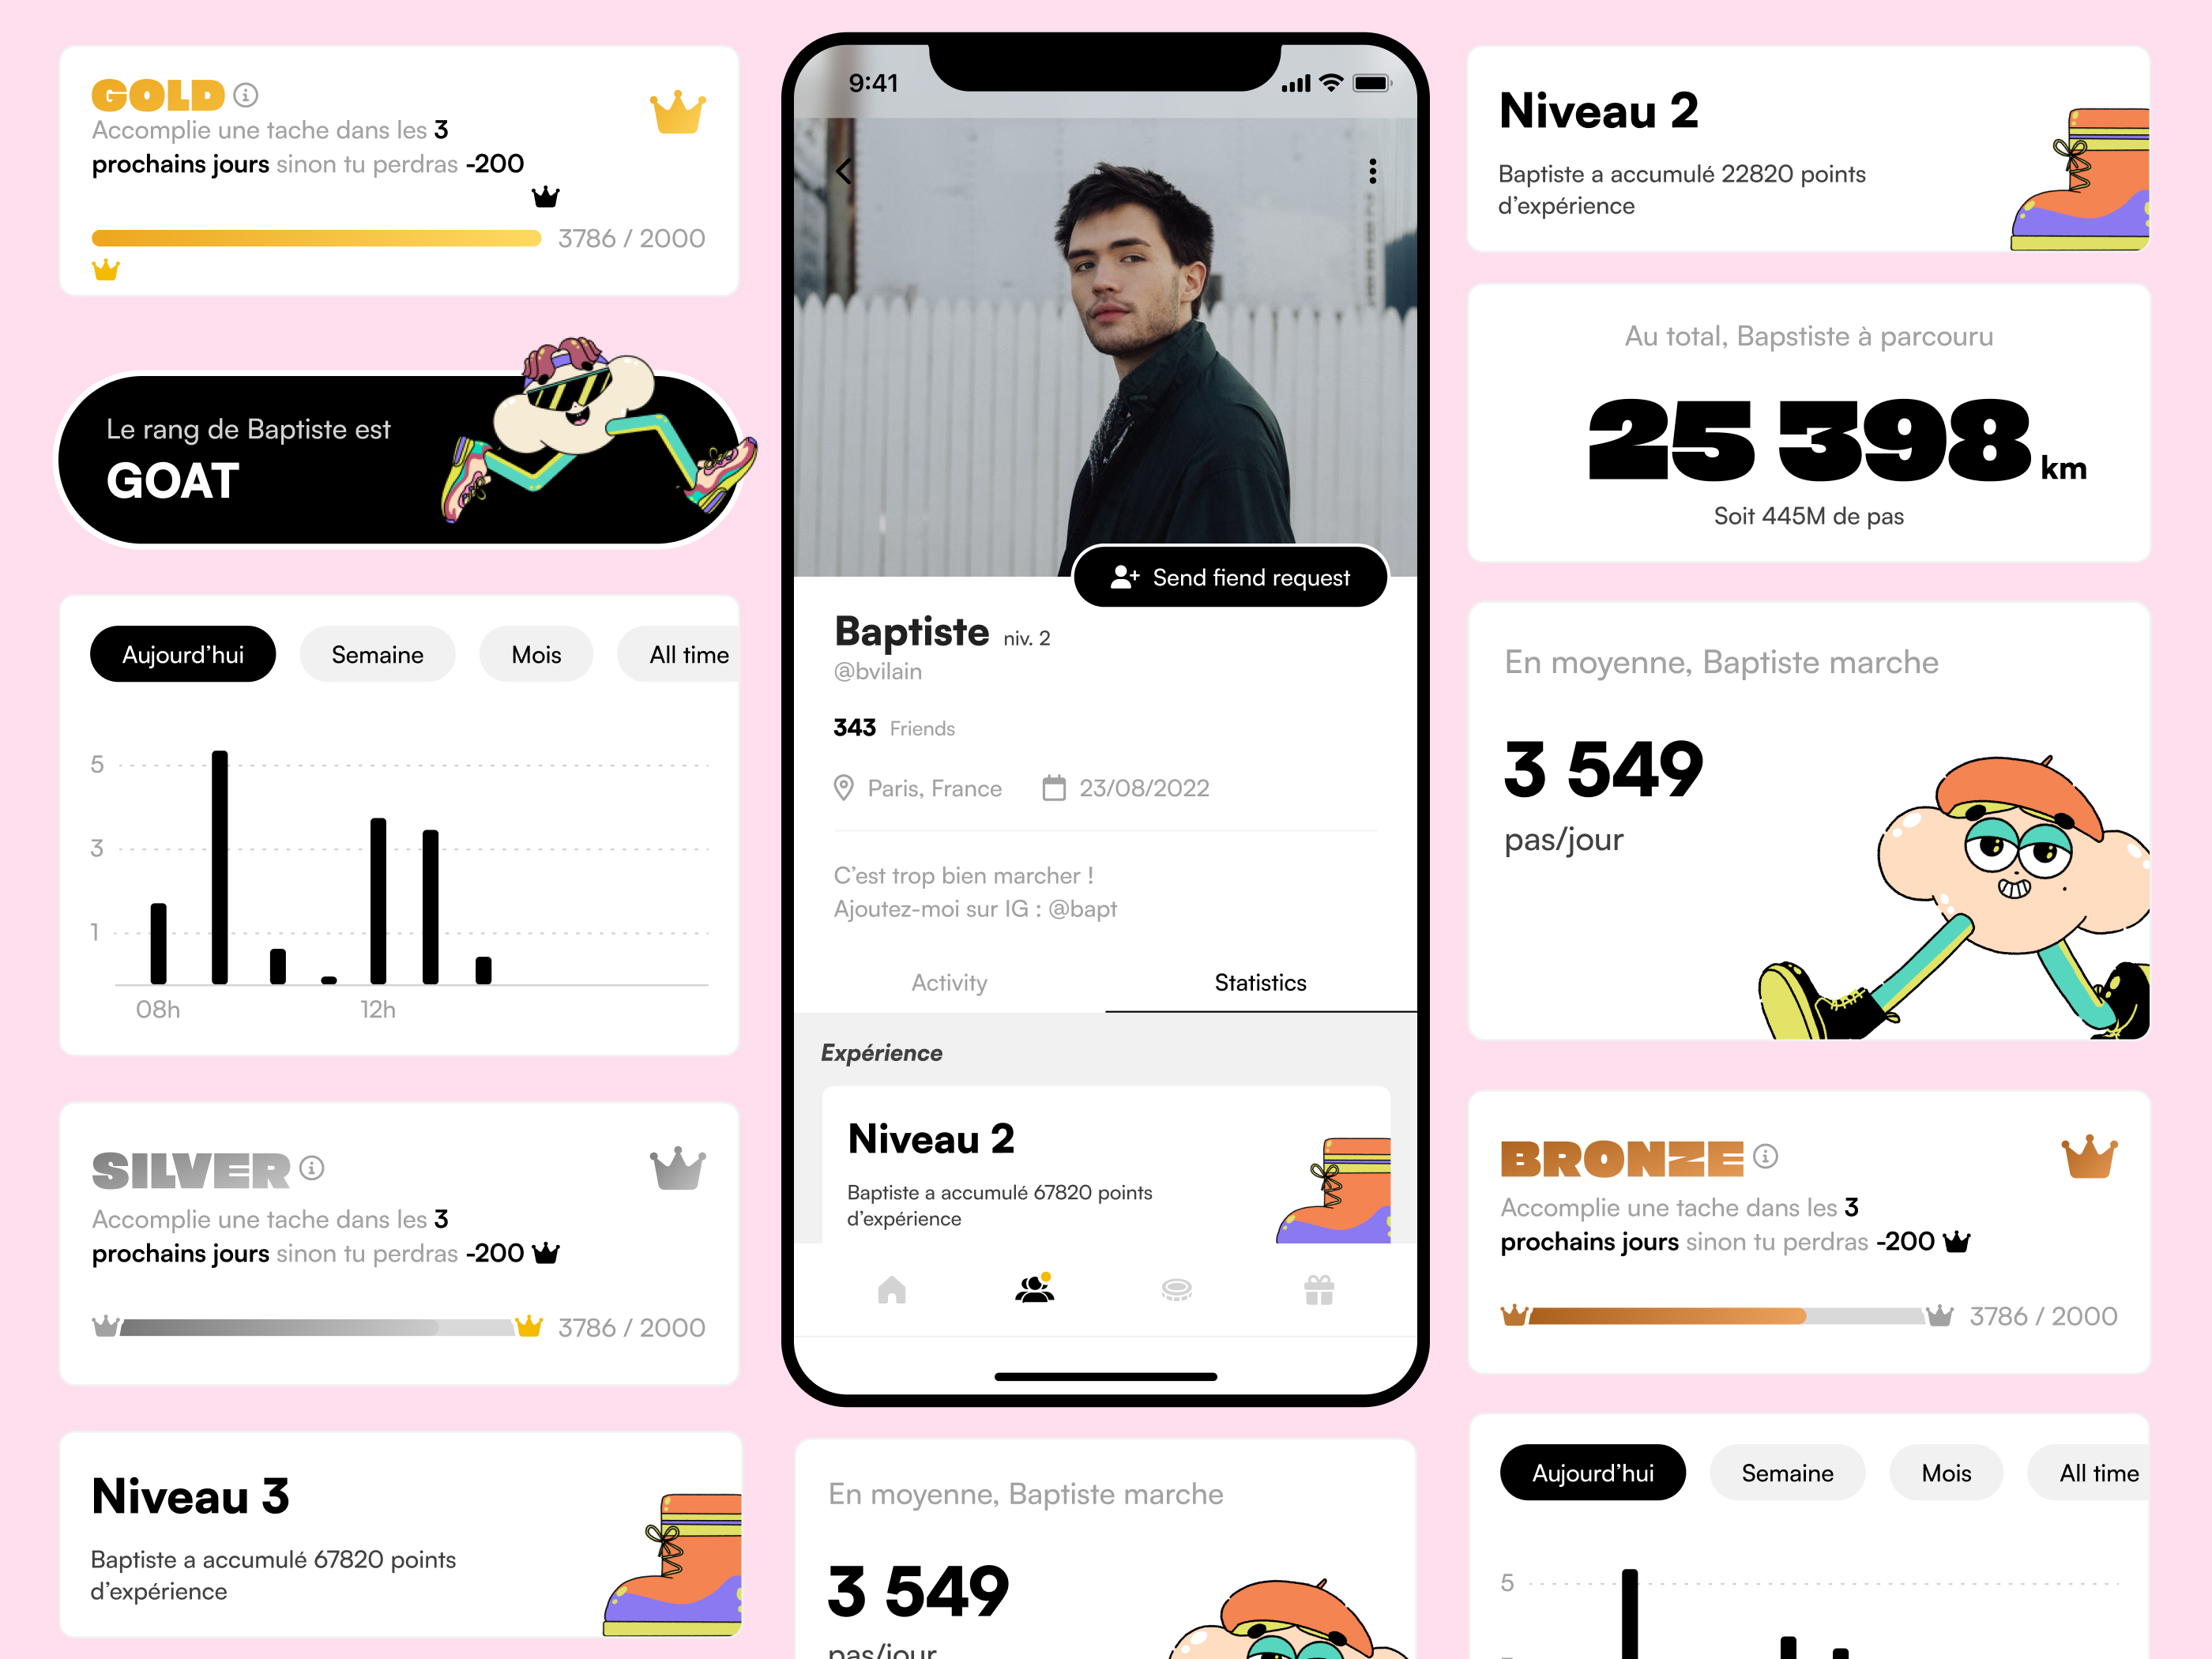 GOLD
Accomplie une tache dans les 3
prochains jours sinon tu perdras -200
3786 / 2000
Le rang de Baptiste est
GOAT
Aujourd’hui Semaine Mois All time
5
3
1
08h 12h
SILVER
Accomplie une tache dans les 3
prochains jours sinon tu perdras -200
3786 / 2000
Niveau 3
Baptiste a accumulé 67820 points
d’expérience
9:41
Send fiend request
Baptiste niv. 2
@bvilain
343 Friends
Paris, France 23/08/2022
C’est trop bien marcher !
Ajoutez-moi sur IG : @bapt
Activity Statistics
Expérience
Niveau 2
Baptiste a accumulé 67820 points
d’expérience
En moyenne, Baptiste marche
3 549
pas/jour
Niveau 2
Baptiste a accumulé 22820 points
d’expérience
Au total, Bapstiste à parcouru
25 398 km
Soit 445M de pas
En moyenne, Baptiste marche
3 549
pas/jour
BRONZE
Accomplie une tache dans les 3
prochains jours sinon tu perdras -200
3786 / 2000
Aujourd’hui Semaine Mois All time
5